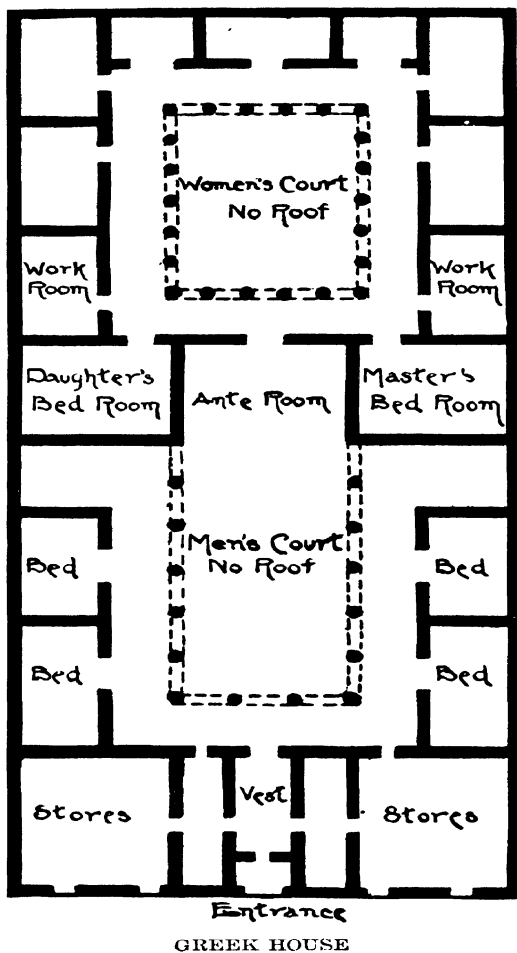 Women's Court
No Roof
Work
Room
Work
Room
Daughter's
Bed Room
Ante Room
Master's
Bed Room
Men's Court
No Roof
Bed
Bed
Bed
Bed
Stores
Vest
Stores
Entrance
GREEK HOUSE